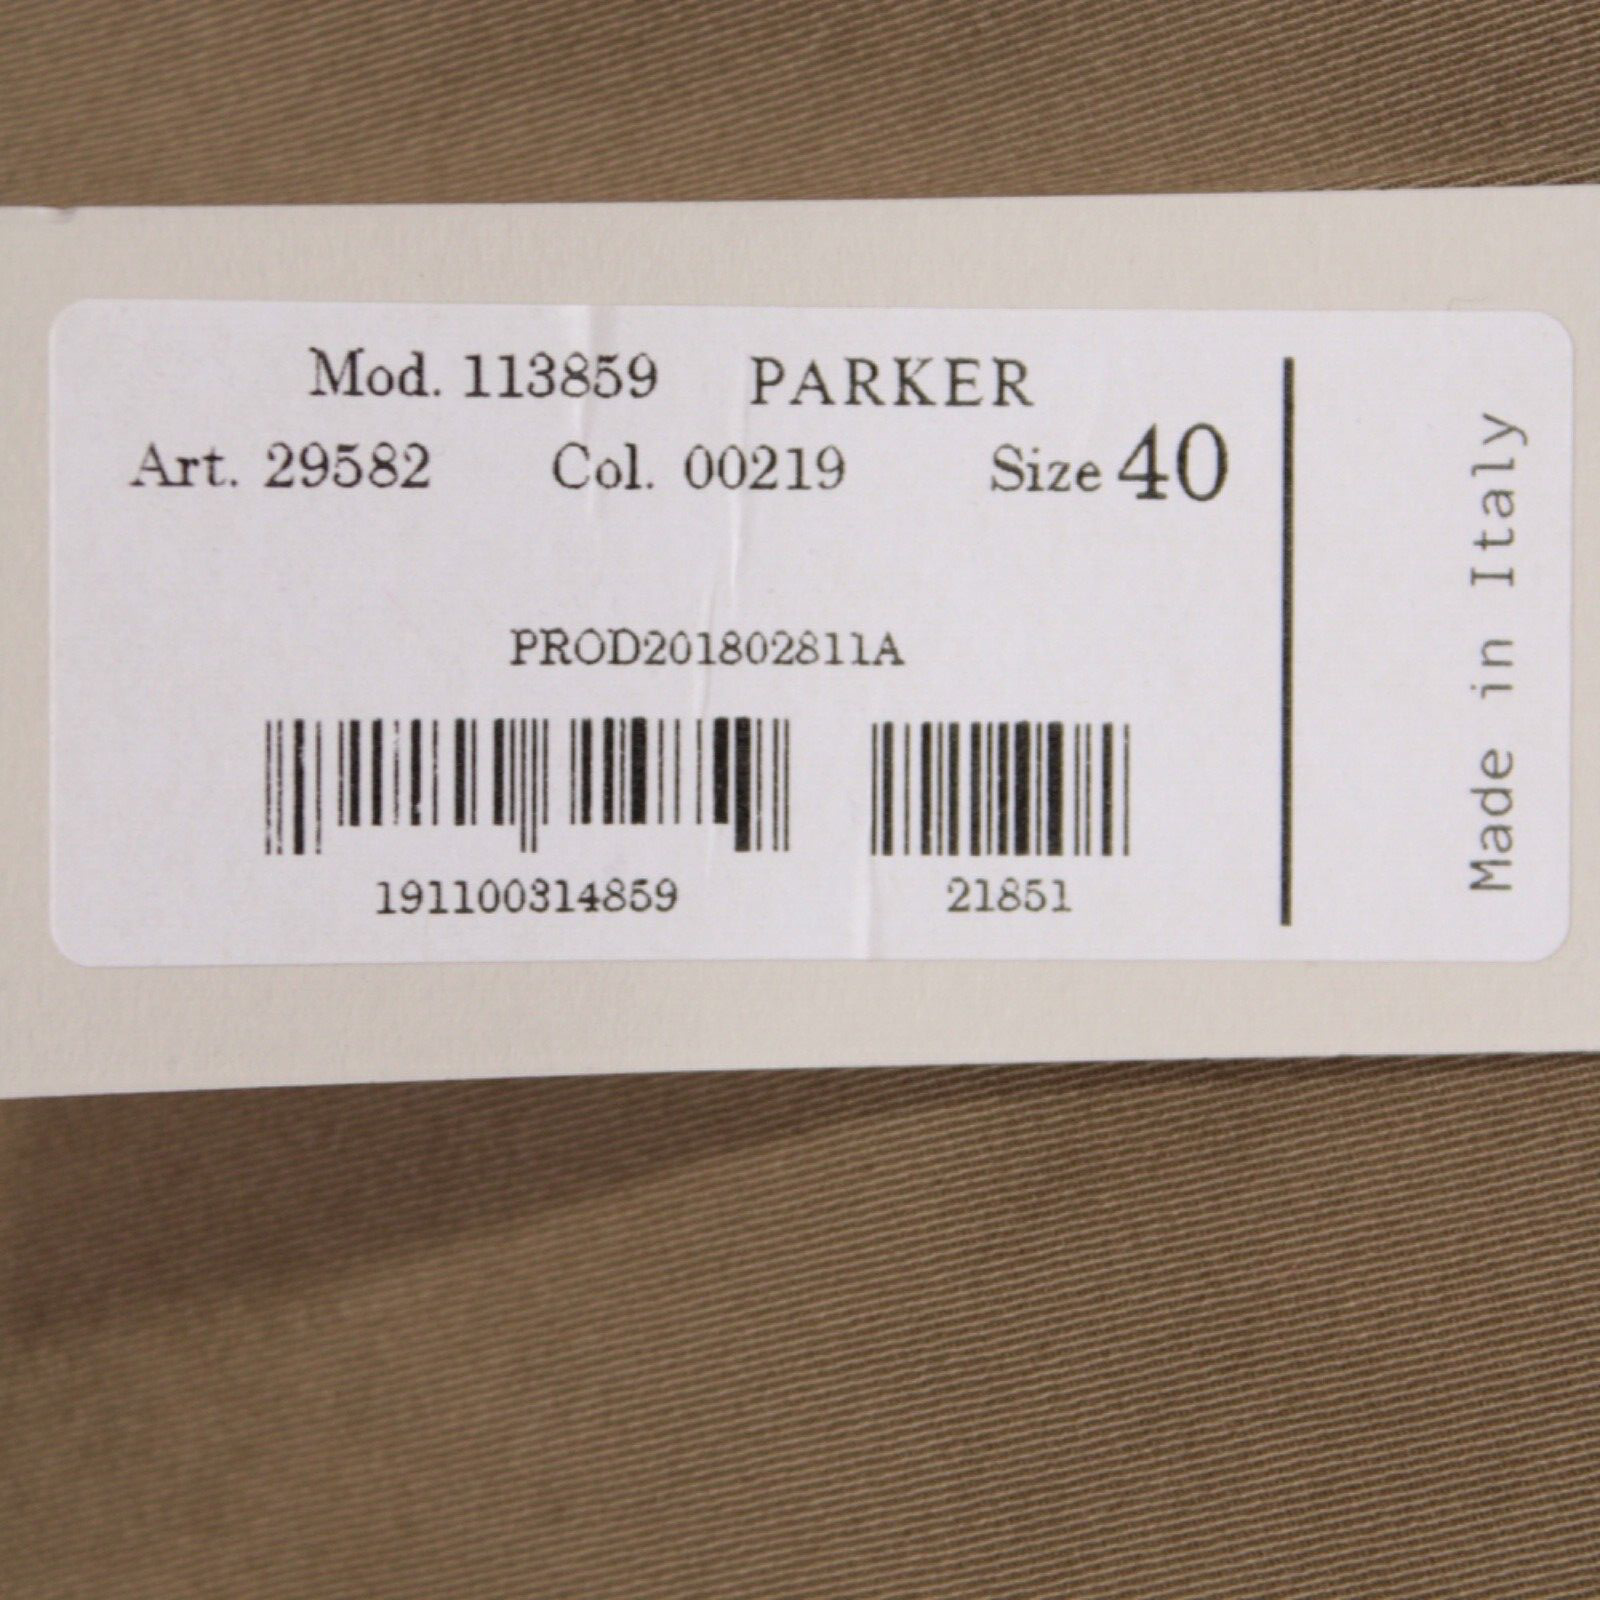 Mod. 113859 PARKER
Art. 29582 Col. 00219 Size 40
PROD201802811A
191100314859 21851
Made in Italy